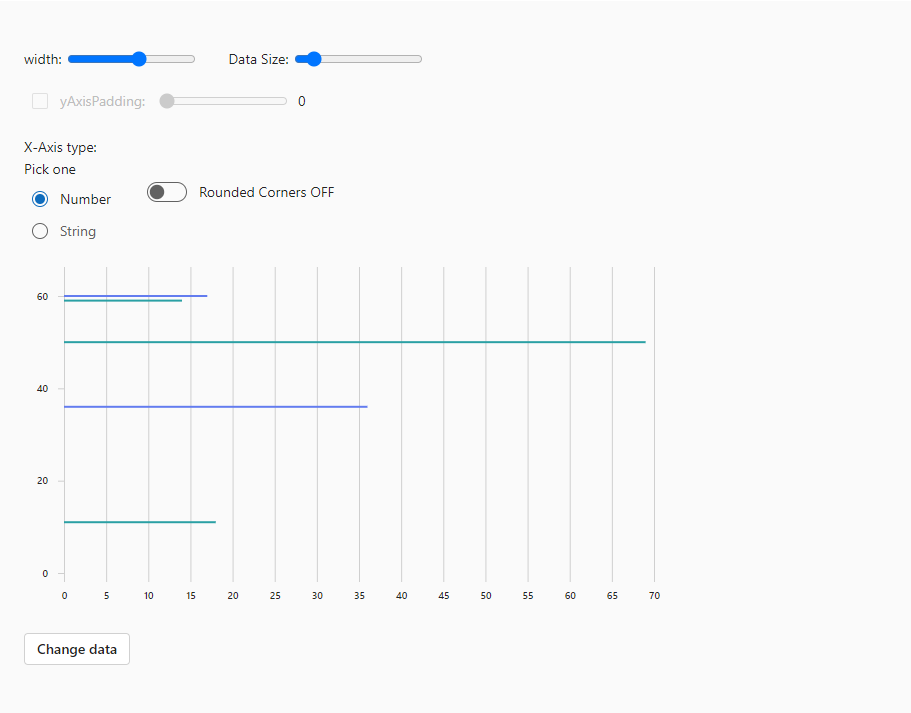 width: Data Size:
yAxisPadding: 0
X-Axis type:
Pick one
Number Rounded Corners OFF
String
60
40
20
0
0 5 10 15 20 25 30 35 40 45 50 55 60 65 70
Change data